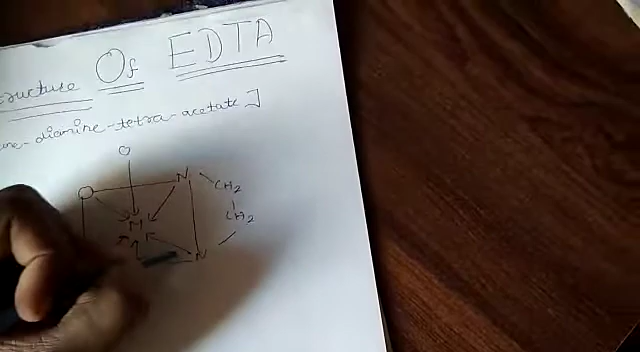 Of EDTA
-diamine-tetra-acetate]
O
O N CH2
M
CH2
N